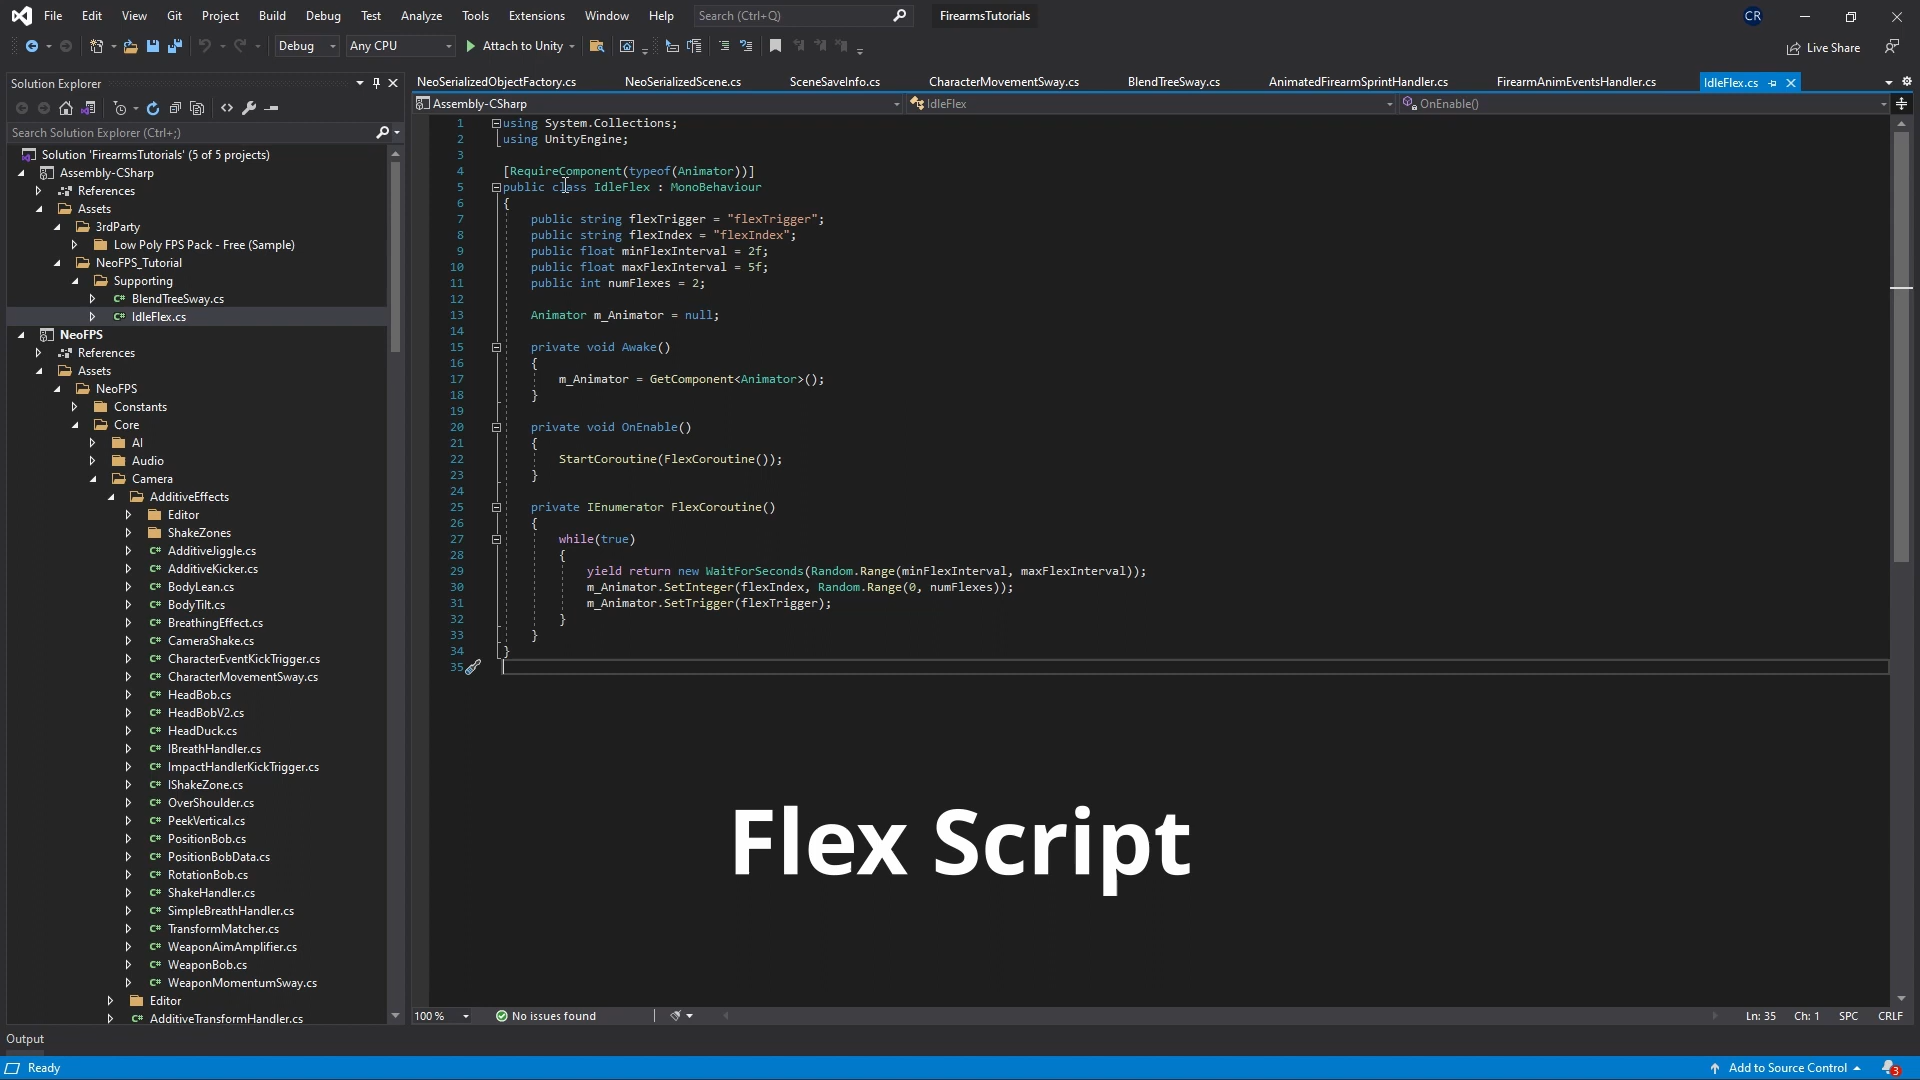 File Edit View Git Project Build Debug Test Analyze Tools Extensions Window Help Search (Ctrl+Q) FirearmsTutorials CR
Debug Any CPU Attach to Unity Live Share
Solution Explorer
Search Solution Explorer (Ctrl+;)
Solution 'FirearmsTutorials' (5 of 5 projects)
Assembly-CSharp
References
Assets
3rdParty
Low Poly FPS Pack - Free (Sample)
NeoFPS_Tutorial
Supporting
BlendTreeSway.cs
IdleFlex.cs
NeoFPS
References
Assets
NeoFPS
Constants
Core
AI
Audio
Camera
AdditiveEffects
Editor
ShakeZones
AdditiveJiggle.cs
AdditiveKicker.cs
BodyLean.cs
BodyTilt.cs
BreathingEffect.cs
CameraShake.cs
CharacterEventKickTrigger.cs
CharacterMovementSway.cs
HeadBob.cs
HeadBobV2.cs
HeadDuck.cs
IBreathHandler.cs
ImpactHandlerKickTrigger.cs
IShakeZone.cs
OverShoulder.cs
PeekVertical.cs
PositionBob.cs
PositionBobData.cs
RotationBob.cs
ShakeHandler.cs
SimpleBreathHandler.cs
TransformMatcher.cs
WeaponAimAmplifier.cs
WeaponBob.cs
WeaponMomentumSway.cs
Editor
AdditiveTransformHandler.cs
NeoSerializedObjectFactory.cs NeoSerializedScene.cs SceneSaveInfo.cs CharacterMovementSway.cs BlendTreeSway.cs AnimatedFirearmSprintHandler.cs FirearmAnimEventsHandler.cs IdleFlex.cs
Assembly-CSharp IdleFlex OnEnable()
1 using System.Collections;
2 using UnityEngine;
3
4 [RequireComponent(typeof(Animator))]
5 public class IdleFlex : MonoBehaviour
6 {
7 public string flexTrigger = "flexTrigger";
8 public string flexIndex = "flexIndex";
9 public float minFlexInterval = 2f;
10 public float maxFlexInterval = 5f;
11 public int numFlexes = 2;
12
13 Animator m_Animator = null;
14
15 private void Awake()
16 {
17 m_Animator = GetComponent<Animator>();
18 }
19
20 private void OnEnable()
21 {
22 StartCoroutine(FlexCoroutine());
23 }
24
25 private IEnumerator FlexCoroutine()
26 {
27 while(true)
28 {
29 yield return new WaitForSeconds(Random.Range(minFlexInterval, maxFlexInterval));
30 m_Animator.SetInteger(flexIndex, Random.Range(0, numFlexes));
31 m_Animator.SetTrigger(flexTrigger);
32 }
33 }
34 }
35
Flex Script
100 % No issues found Ln: 35 Ch: 1 SPC CRLF
Output
Ready Add to Source Control 3